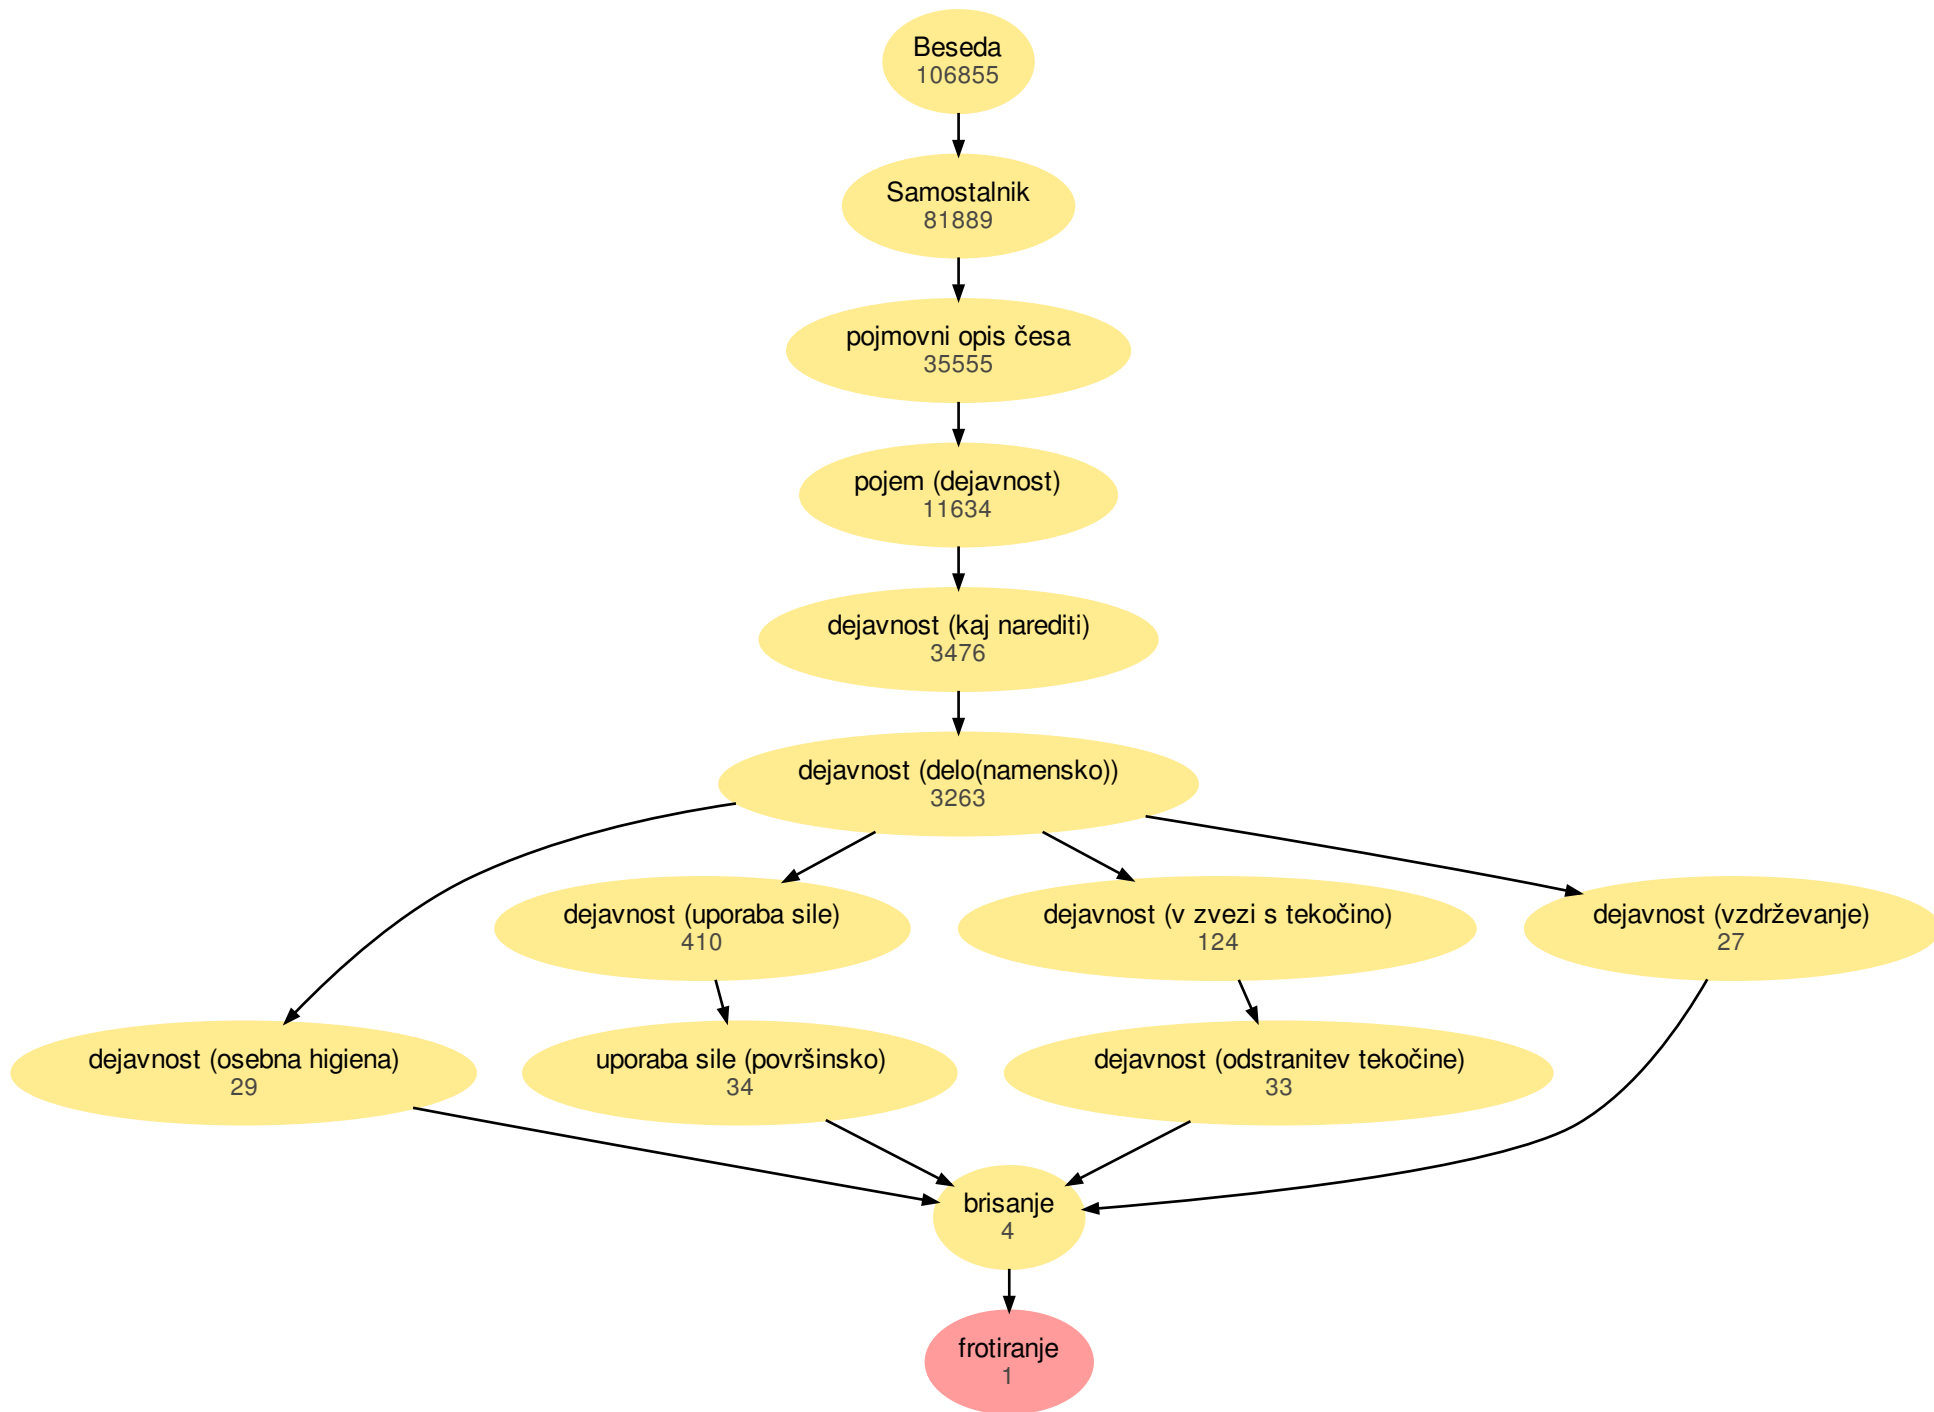 Beseda
106855
Samostalnik
81889
pojmovni opis česa
35555
pojem (dejavnost)
11634
dejavnost (kaj narediti)
3476
dejavnost (delo(namensko))
3263
dejavnost (uporaba sile)
410
dejavnost (v zvezi s tekočino)
124
dejavnost (vzdrževanje)
27
dejavnost (osebna higiena)
29
uporaba sile (površinsko)
34
dejavnost (odstranitev tekočine)
33
brisanje
4
frotiranje
1